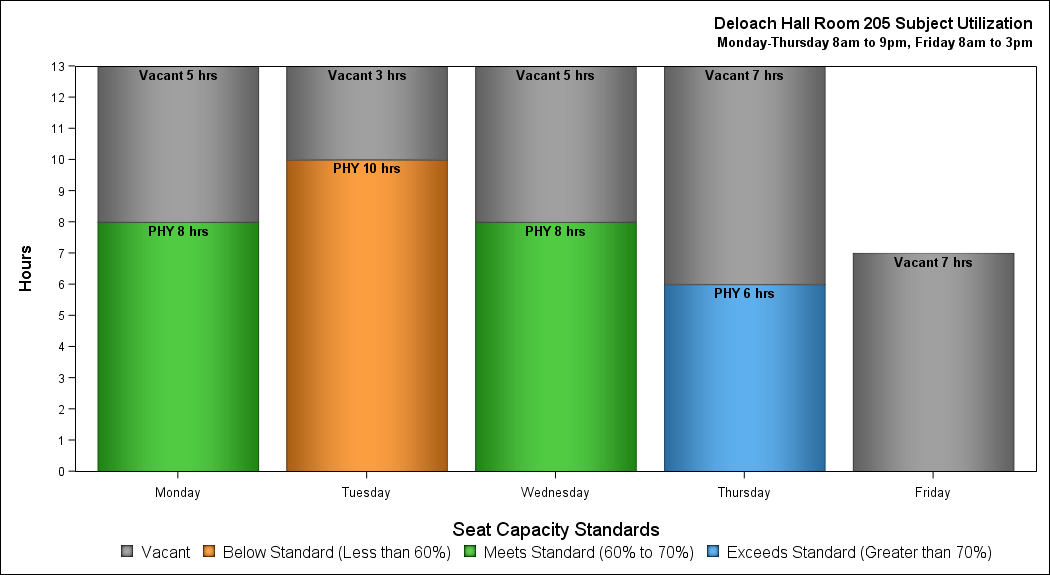 Deloach Hall Room 205 Subject Utilization
Monday-Thursday 8am to 9pm, Friday 8am to 3pm
Hours
13
12
11
10
9
8
7
6
5
4
3
2
1
0
Vacant 5 hrs
PHY 8 hrs
Vacant 3 hrs
PHY 10 hrs
Vacant 5 hrs
PHY 8 hrs
Vacant 7 hrs
PHY 6 hrs
Vacant 7 hrs
Monday Tuesday Wednesday Thursday Friday
Seat Capacity Standards
Vacant Below Standard (Less than 60%) Meets Standard (60% to 70%) Exceeds Standard (Greater than 70%)